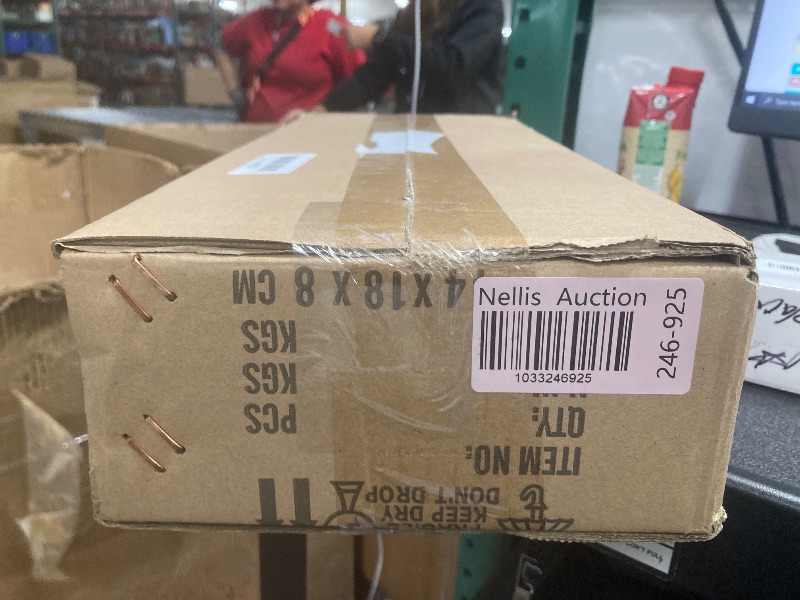 Nellis Auction
1033246925
246-925
4 X 18 X 8 CM
KGS
KGS
PCS
QTY:
ITEM NO.
DON'T DROP
KEEP DRY